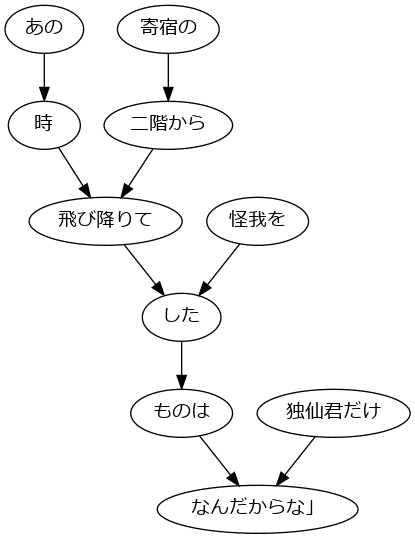 あの
寄宿の
時
二階から
飛び降りて
怪我を
した
ものは
独仙君だけ
なんだからな」